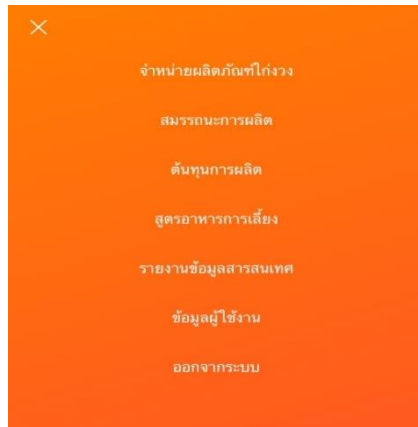 จำหน่ายผลิตภัณฑ์ไก่งวง
สมรรถนะการผลิต
ต้นทุนการผลิต
สูตรอาหารการเลี้ยง
รายงานข้อมูลสารสนเทศ
ข้อมูลผู้ใช้งาน
ออกจากระบบ